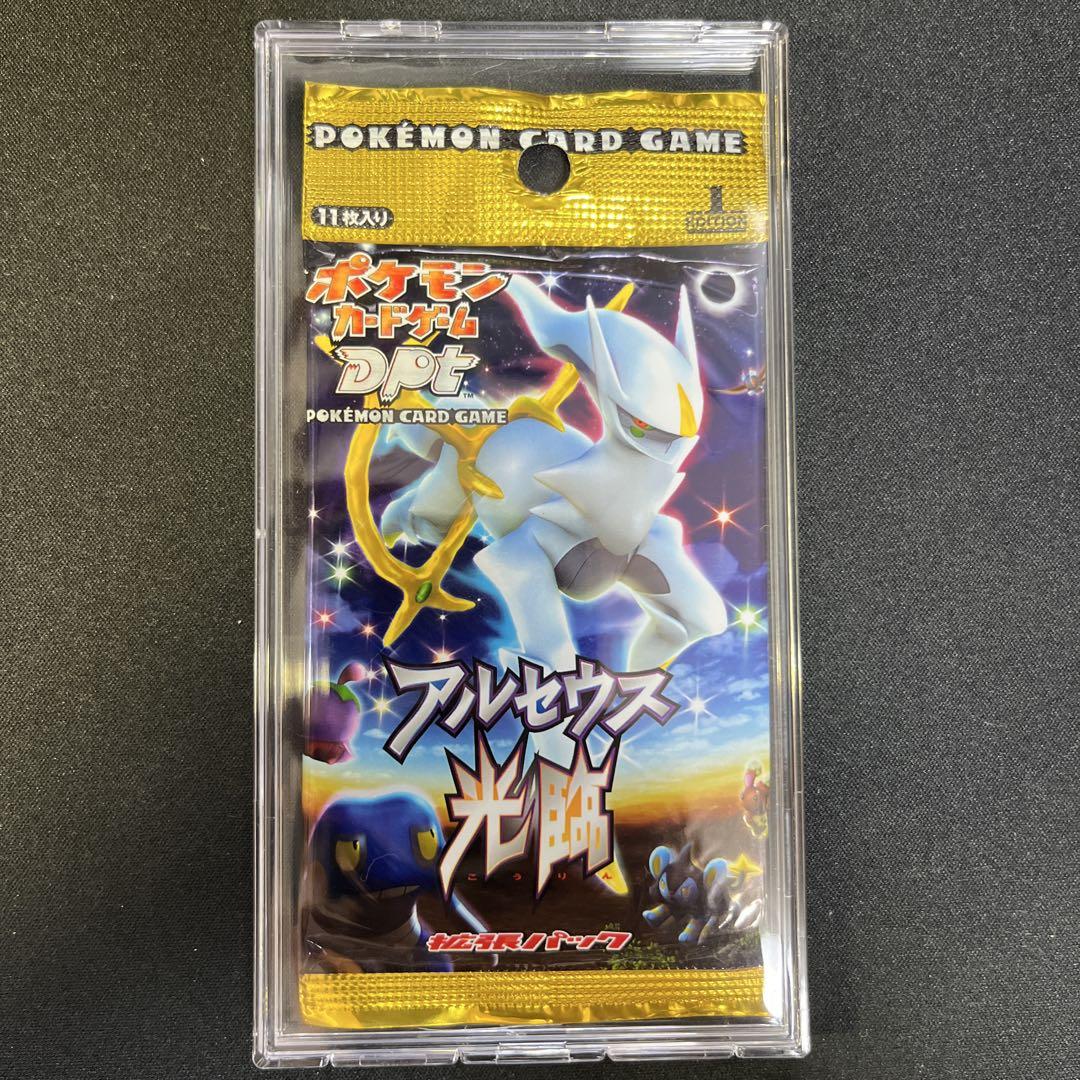 POKÉMON CARD GAME
11枚入り
1
EDITION
ポケモン
カードゲーム
DPt™
POKÉMON CARD GAME
アルセウス
光臨
こうりん
拡張パック